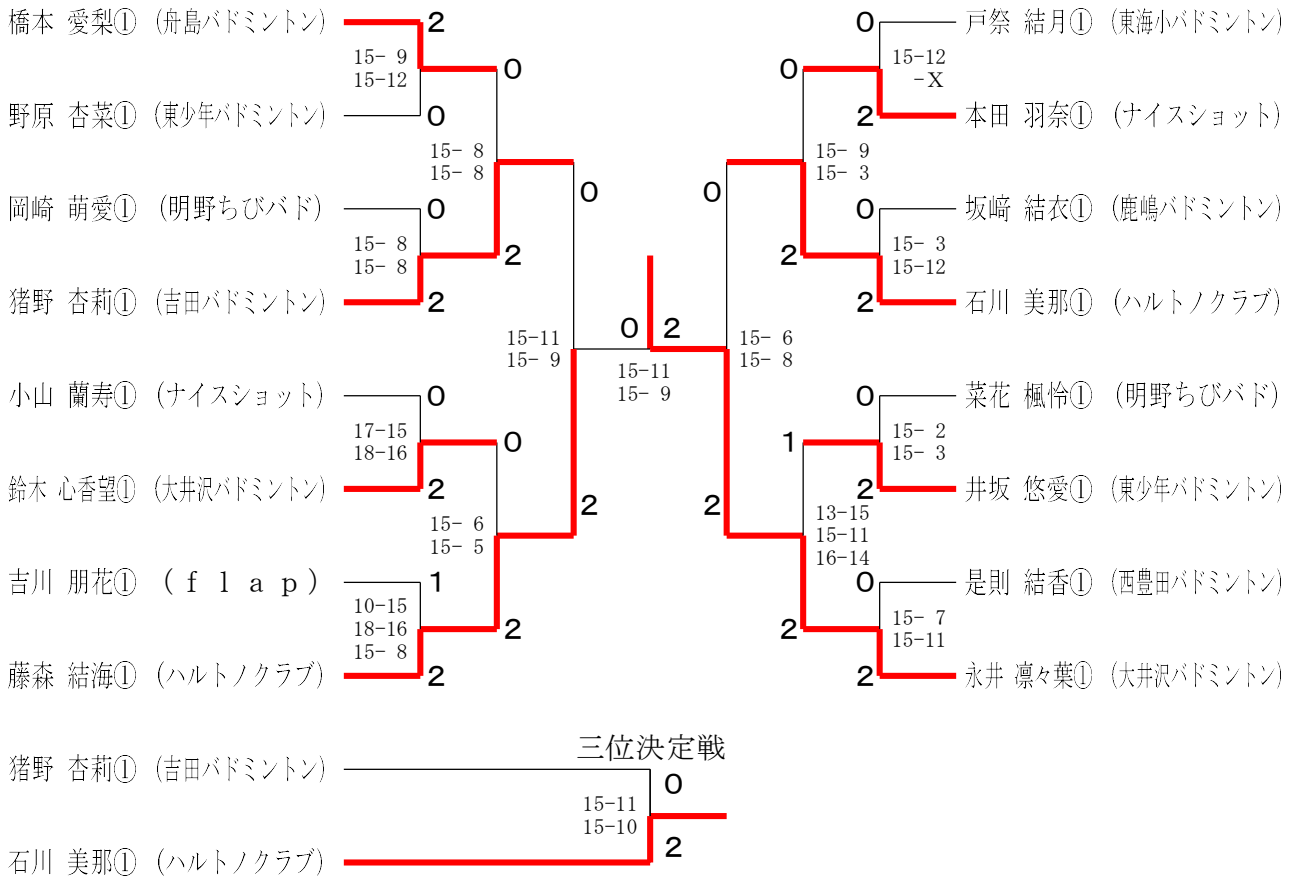 橋本 愛梨① (舟島バドミントン) 2
15- 9
15-12
0
野原 杏菜① (東少年バドミントン) 0
15- 8
15- 8
0
岡崎 萌愛① (明野ちびバド) 0
15- 8
15- 8
2
猪野 杏莉① (吉田バドミントン) 2
15-11
15- 9
小山 蘭寿① (ナイスショット) 0
17-15
18-16
0
鈴木 心香望① (大井沢バドミントン) 2
15- 6
15- 5
2
吉川 朋花① (ｆｌａｐ) 1
10-15
18-16
15- 8
2
藤森 結海① (ハルトノクラブ) 2
0 2
15-11
15- 9
0 戸祭 結月① (東海小バドミントン)
15-12
-X
0
2 本田 羽奈① (ナイスショット)
15- 9
15- 3
0
0 坂﨑 結衣① (鹿嶋バドミントン)
15- 3
15-12
2
2 石川 美那① (ハルトノクラブ)
15- 6
15- 8
0 菜花 楓怜① (明野ちびバド)
15- 2
15- 3
1
2 井坂 悠愛① (東少年バドミントン)
13-15
15-11
16-14
2
0 是則 結香① (西豊田バドミントン)
15- 7
15-11
2
2 永井 凛々葉① (大井沢バドミントン)
三位決定戦
猪野 杏莉① (吉田バドミントン) 0
15-11
15-10
石川 美那① (ハルトノクラブ) 2